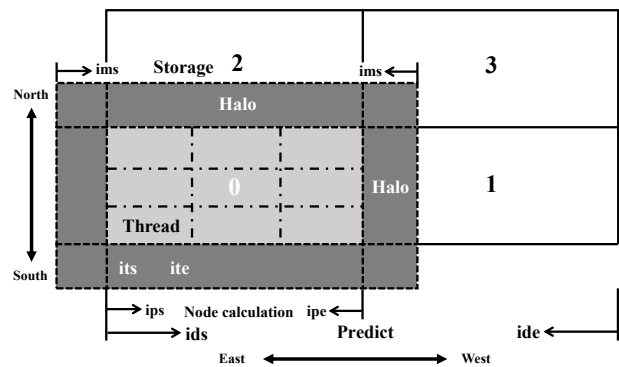 Storage 2 3
ims ims
North
Halo
0 Halo 1
Thread
South
its ite
ips Node calculation ipe
ids Predict ide
East West